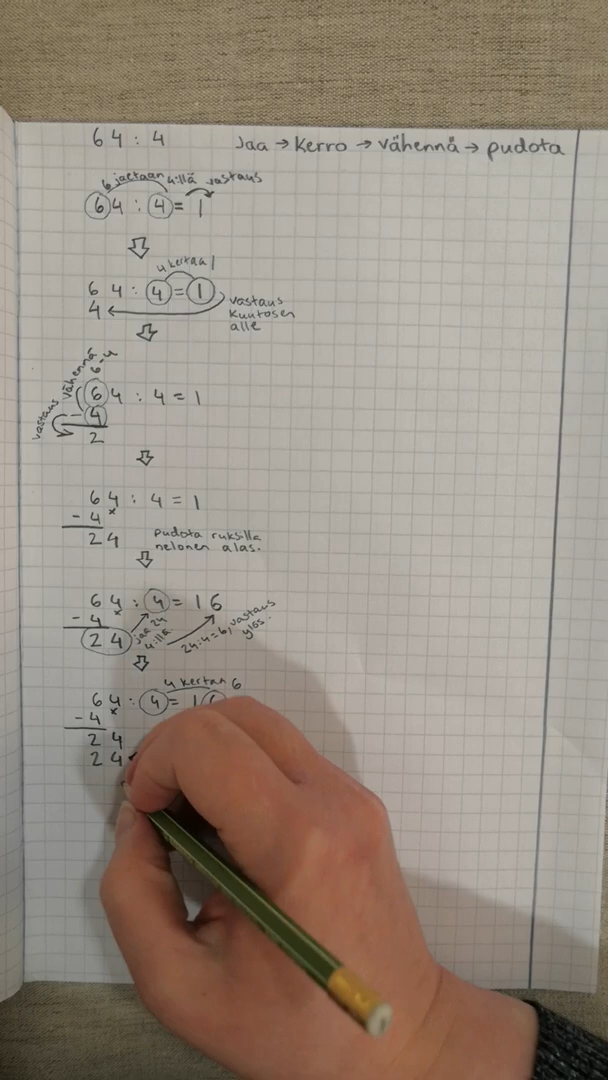 64 : 4 Jaa → Kerro → vähennä → pudota
6 jaetaan 4:llä vastaus
64 : 4 = 1
4 kertaa 1
64 : 4 = 1
4
vastaus
kuutosen
alle
vastaus
vähennä
6-4
64 : 4 = 1
- 4
2
64 : 4 = 1
- 4 x
24
pudota ruksilla
nelonen alas.
64 : 4 = 16
- 4 x
24
jaa 24
4:llä
24:4=6, vastaus
ylös.
4 kertaa 6
64 : 4 = 16
- 4 x
24
24